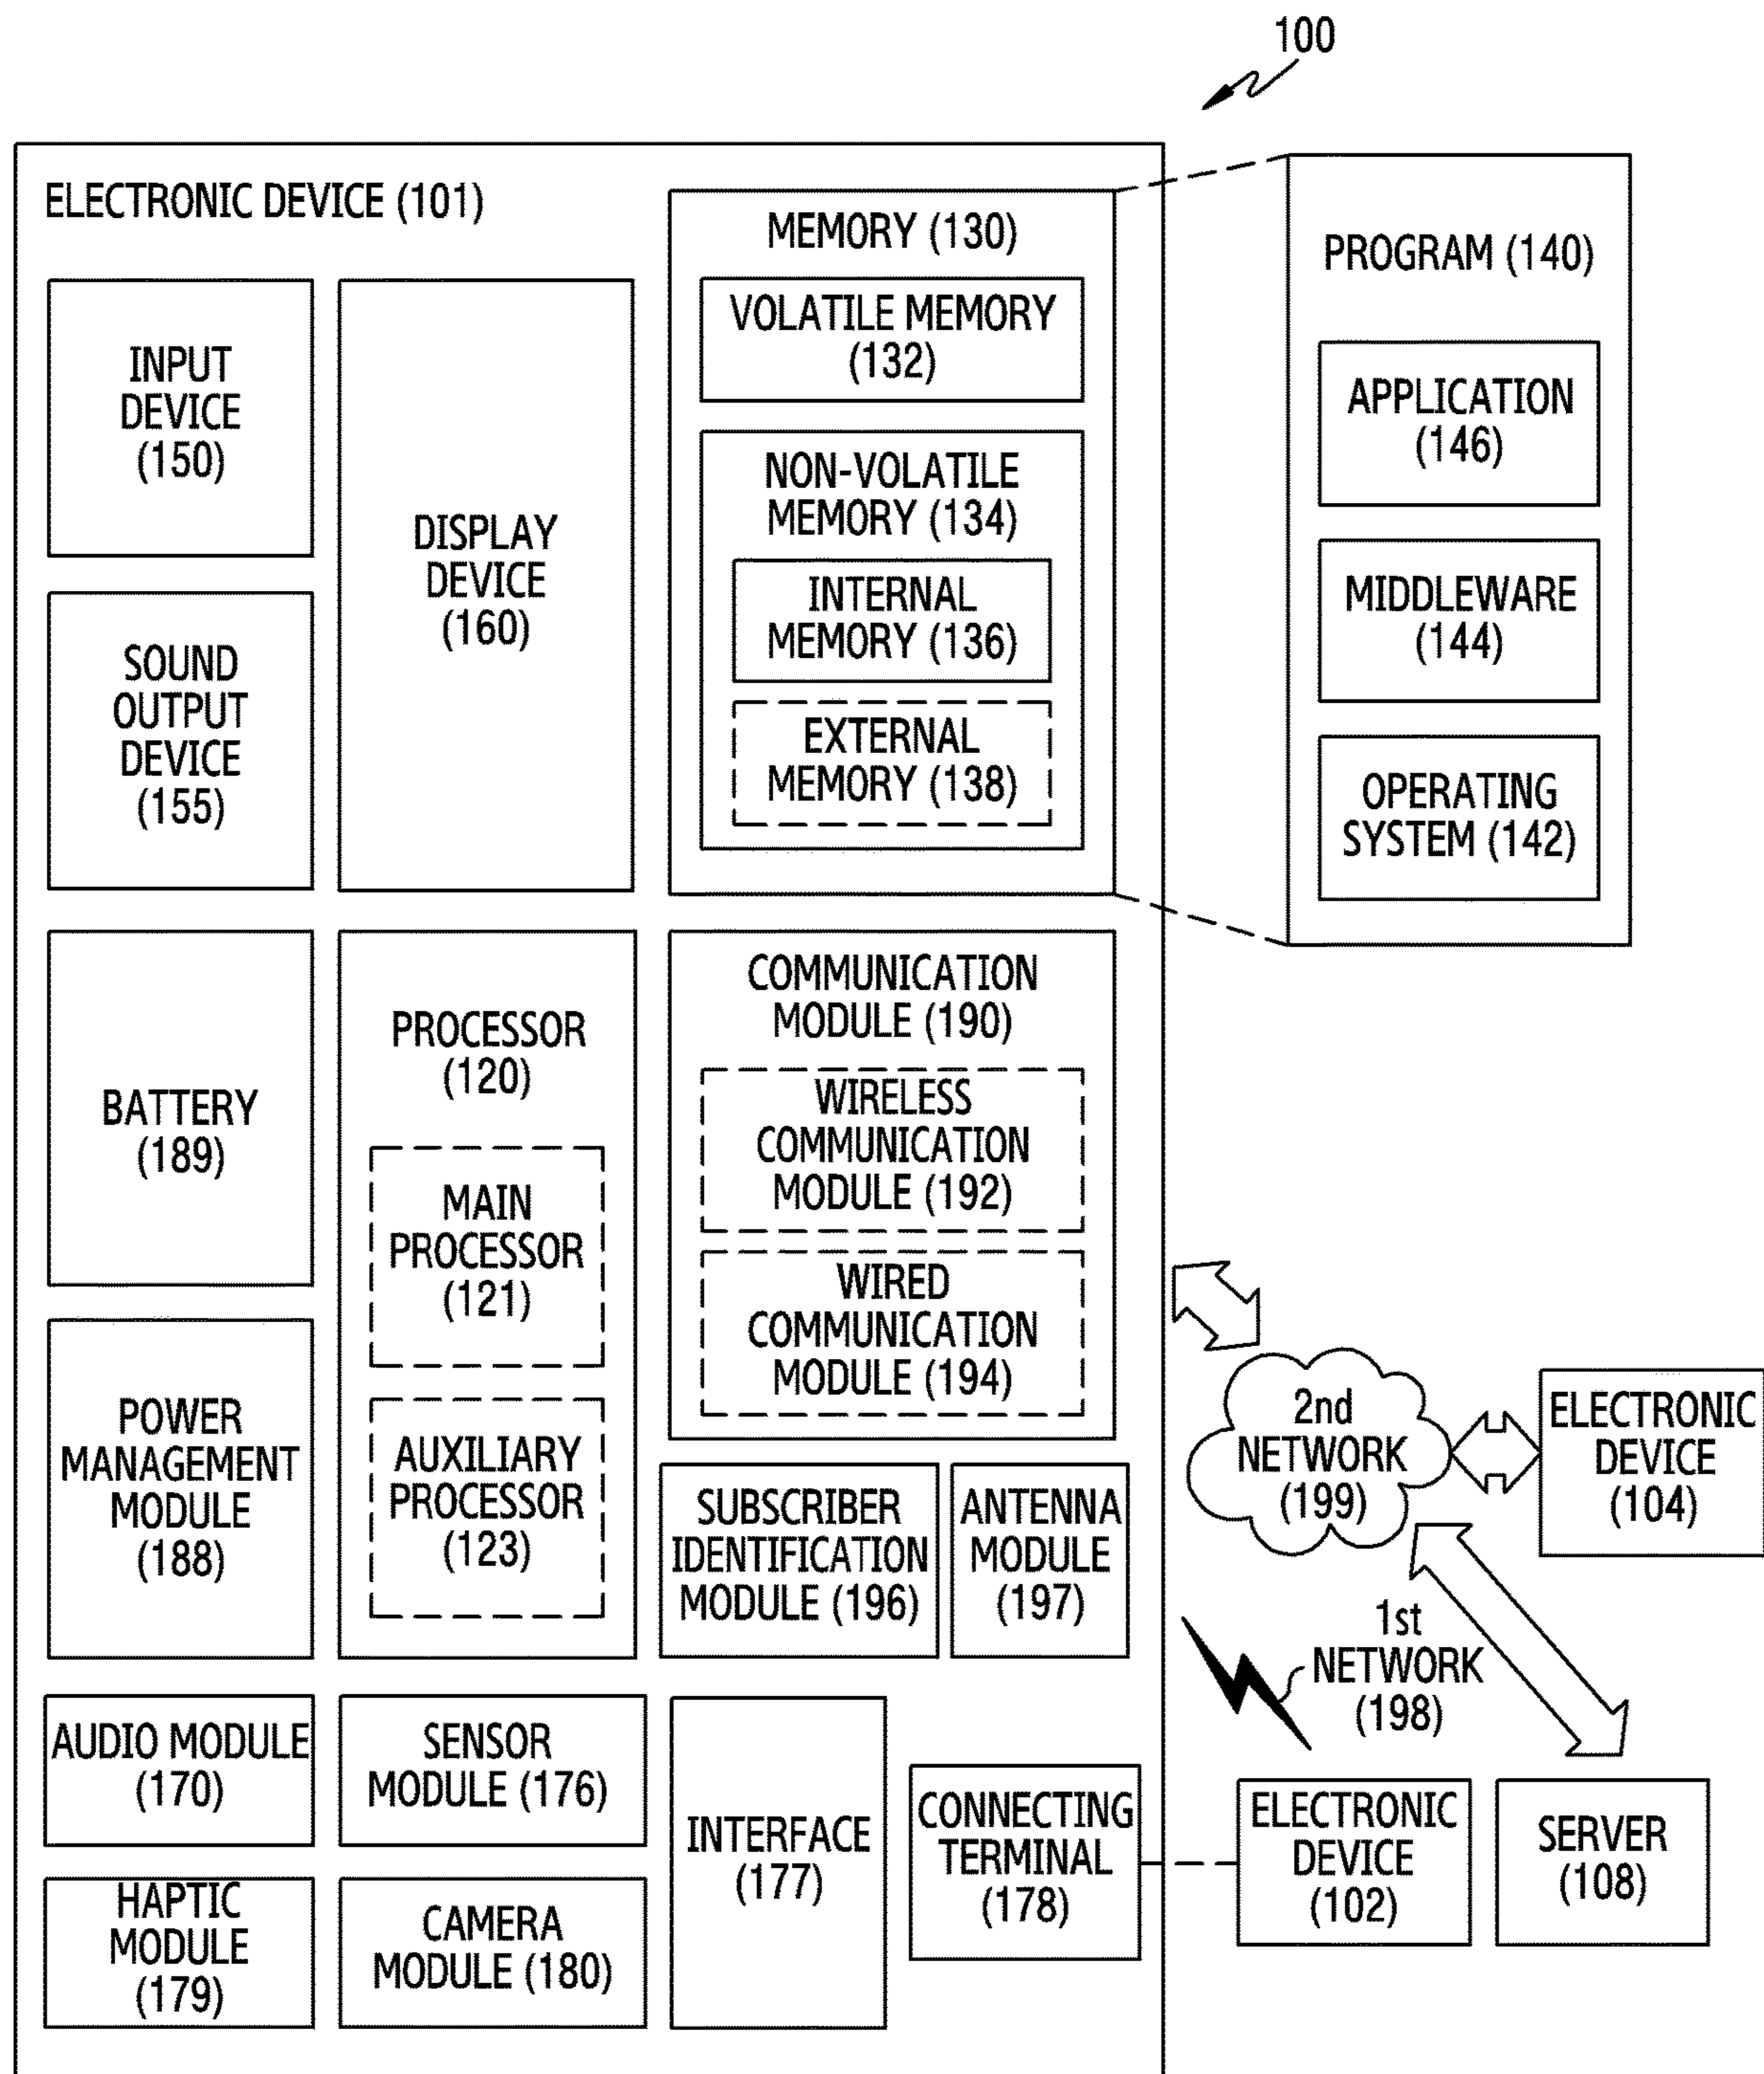 100
ELECTRONIC DEVICE (101)
INPUT
DEVICE
(150)
SOUND
OUTPUT
DEVICE
(155)
DISPLAY
DEVICE
(160)
MEMORY (130)
VOLATILE MEMORY
(132)
NON-VOLATILE
MEMORY (134)
INTERNAL
MEMORY (136)
EXTERNAL
MEMORY (138)
PROGRAM (140)
APPLICATION
(146)
MIDDLEWARE
(144)
OPERATING
SYSTEM (142)
BATTERY
(189)
POWER
MANAGEMENT
MODULE
(188)
PROCESSOR
(120)
MAIN
PROCESSOR
(121)
AUXILIARY
PROCESSOR
(123)
COMMUNICATION
MODULE (190)
WIRELESS
COMMUNICATION
MODULE (192)
WIRED
COMMUNICATION
MODULE (194)
SUBSCRIBER
IDENTIFICATION
MODULE (196)
ANTENNA
MODULE
(197)
2nd
NETWORK
(199)
ELECTRONIC
DEVICE
(104)
1st
NETWORK
(198)
AUDIO MODULE
(170)
SENSOR
MODULE (176)
INTERFACE
(177)
CONNECTING
TERMINAL
(178)
ELECTRONIC
DEVICE
(102)
SERVER
(108)
HAPTIC
MODULE
(179)
CAMERA
MODULE (180)